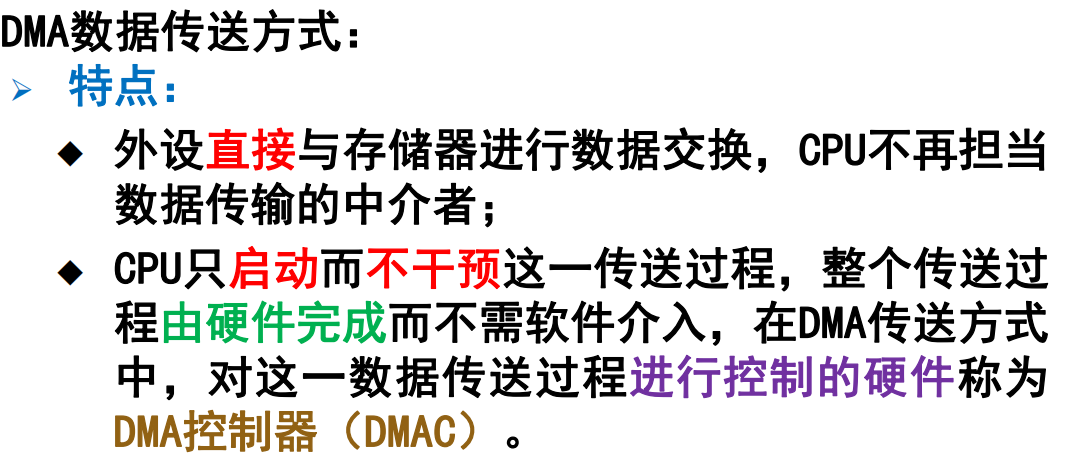 DMA数据传送方式：
➢ 特点：
◆ 外设直接与存储器进行数据交换，CPU不再担当
数据传输的中介者；
◆ CPU只启动而不干预这一传送过程，整个传送过
程由硬件完成而不需软件介入，在DMA传送方式
中，对这一数据传送过程进行控制的硬件称为
DMA控制器（DMAC）。